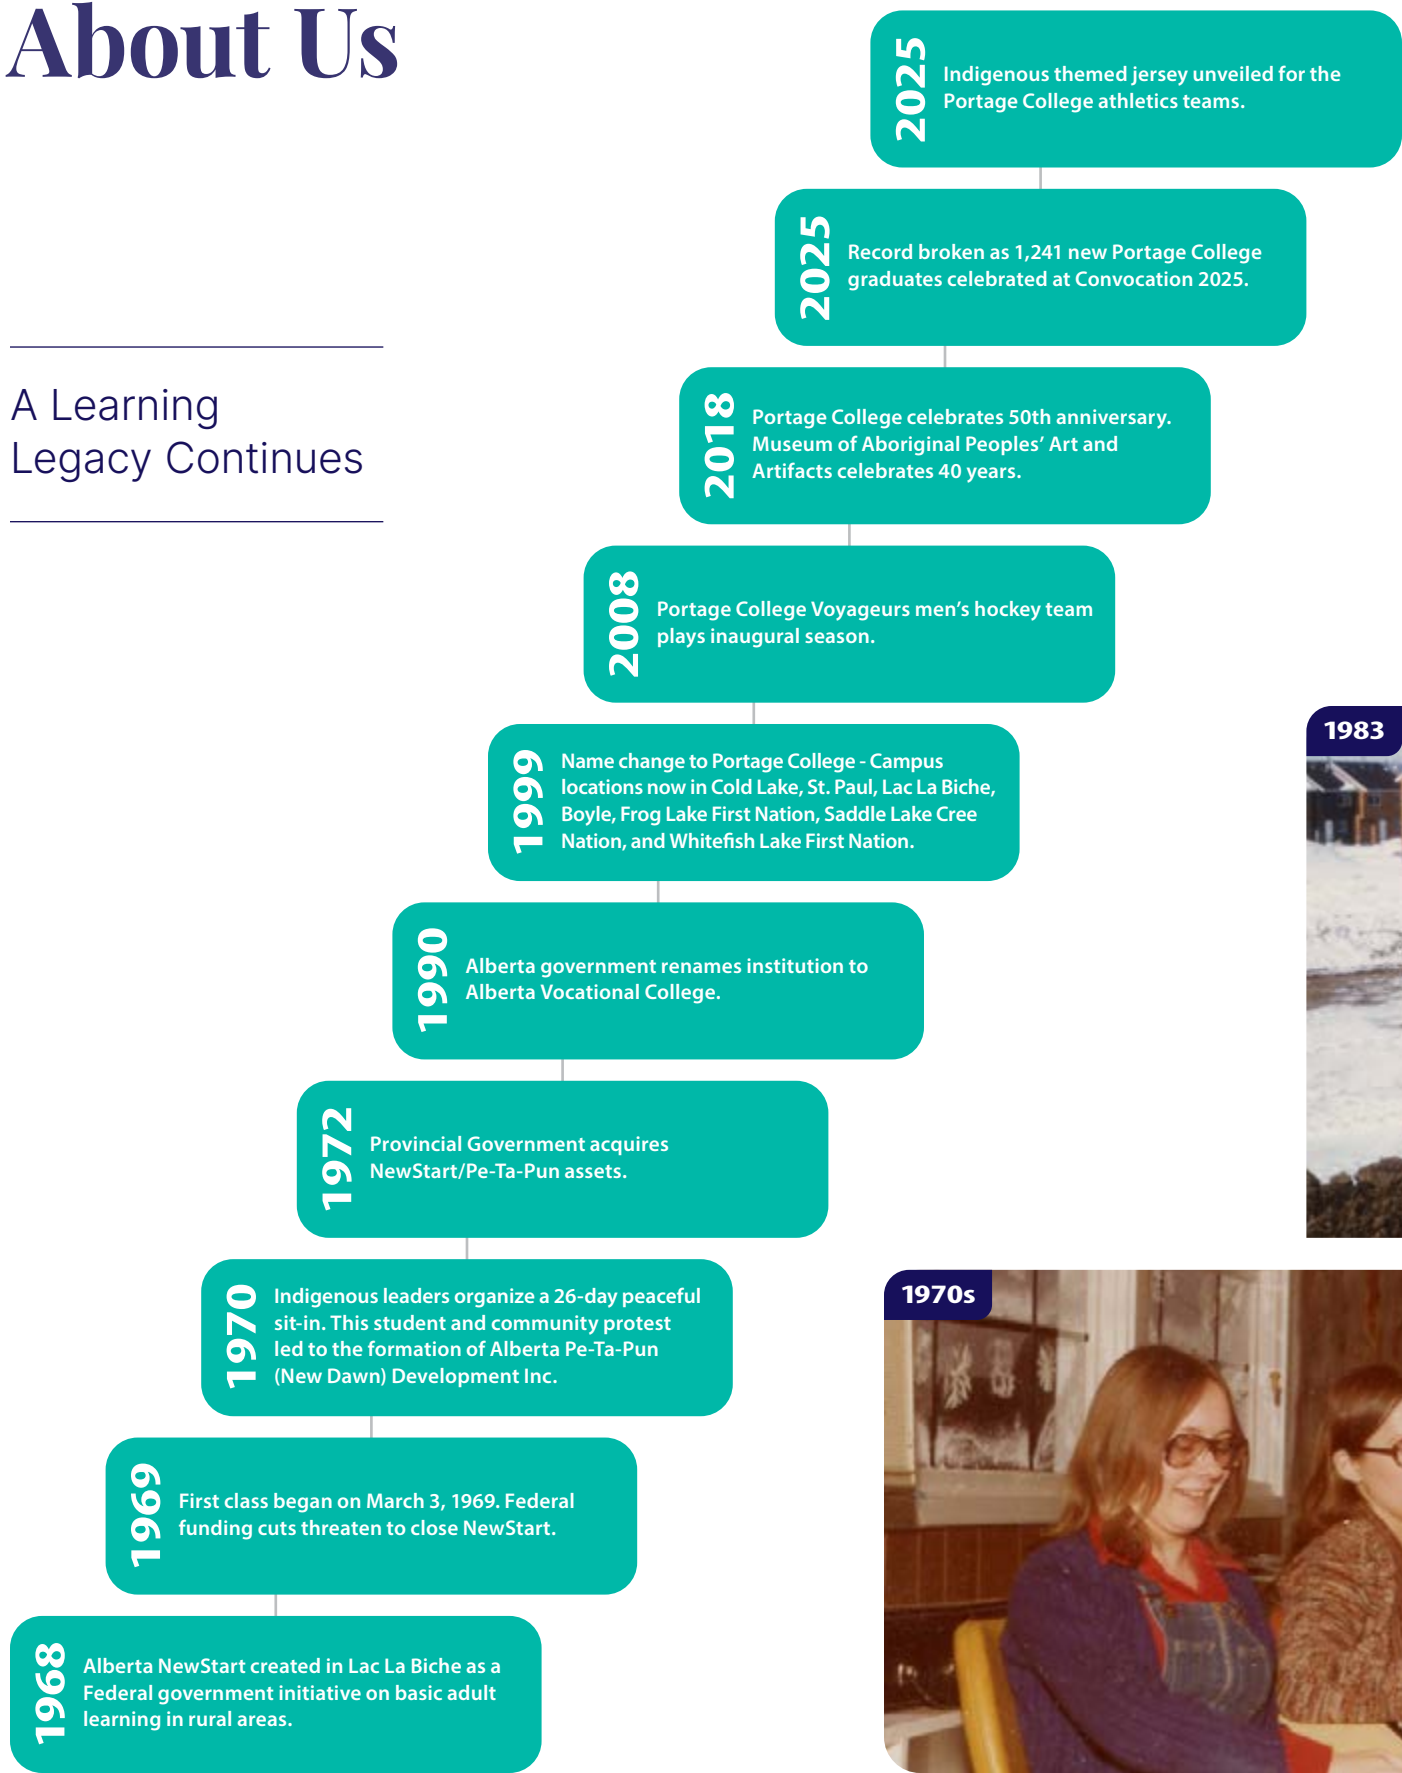 About Us
A Learning
Legacy Continues
2025
Indigenous themed jersey unveiled for the
Portage College athletics teams.
2025
Record broken as 1,241 new Portage College
graduates celebrated at Convocation 2025.
2018
Portage College celebrates 50th anniversary.
Museum of Aboriginal Peoples’ Art and
Artifacts celebrates 40 years.
2008
Portage College Voyageurs men’s hockey team
plays inaugural season.
1999
Name change to Portage College - Campus
locations now in Cold Lake, St. Paul, Lac La Biche,
Boyle, Frog Lake First Nation, Saddle Lake Cree
Nation, and Whitefish Lake First Nation.
1990
Alberta government renames institution to
Alberta Vocational College.
1972
Provincial Government acquires
NewStart/Pe-Ta-Pun assets.
1970
Indigenous leaders organize a 26-day peaceful
sit-in. This student and community protest
led to the formation of Alberta Pe-Ta-Pun
(New Dawn) Development Inc.
1969
First class began on March 3, 1969. Federal
funding cuts threaten to close NewStart.
1968
Alberta NewStart created in Lac La Biche as a
Federal government initiative on basic adult
learning in rural areas.
1983
1970s